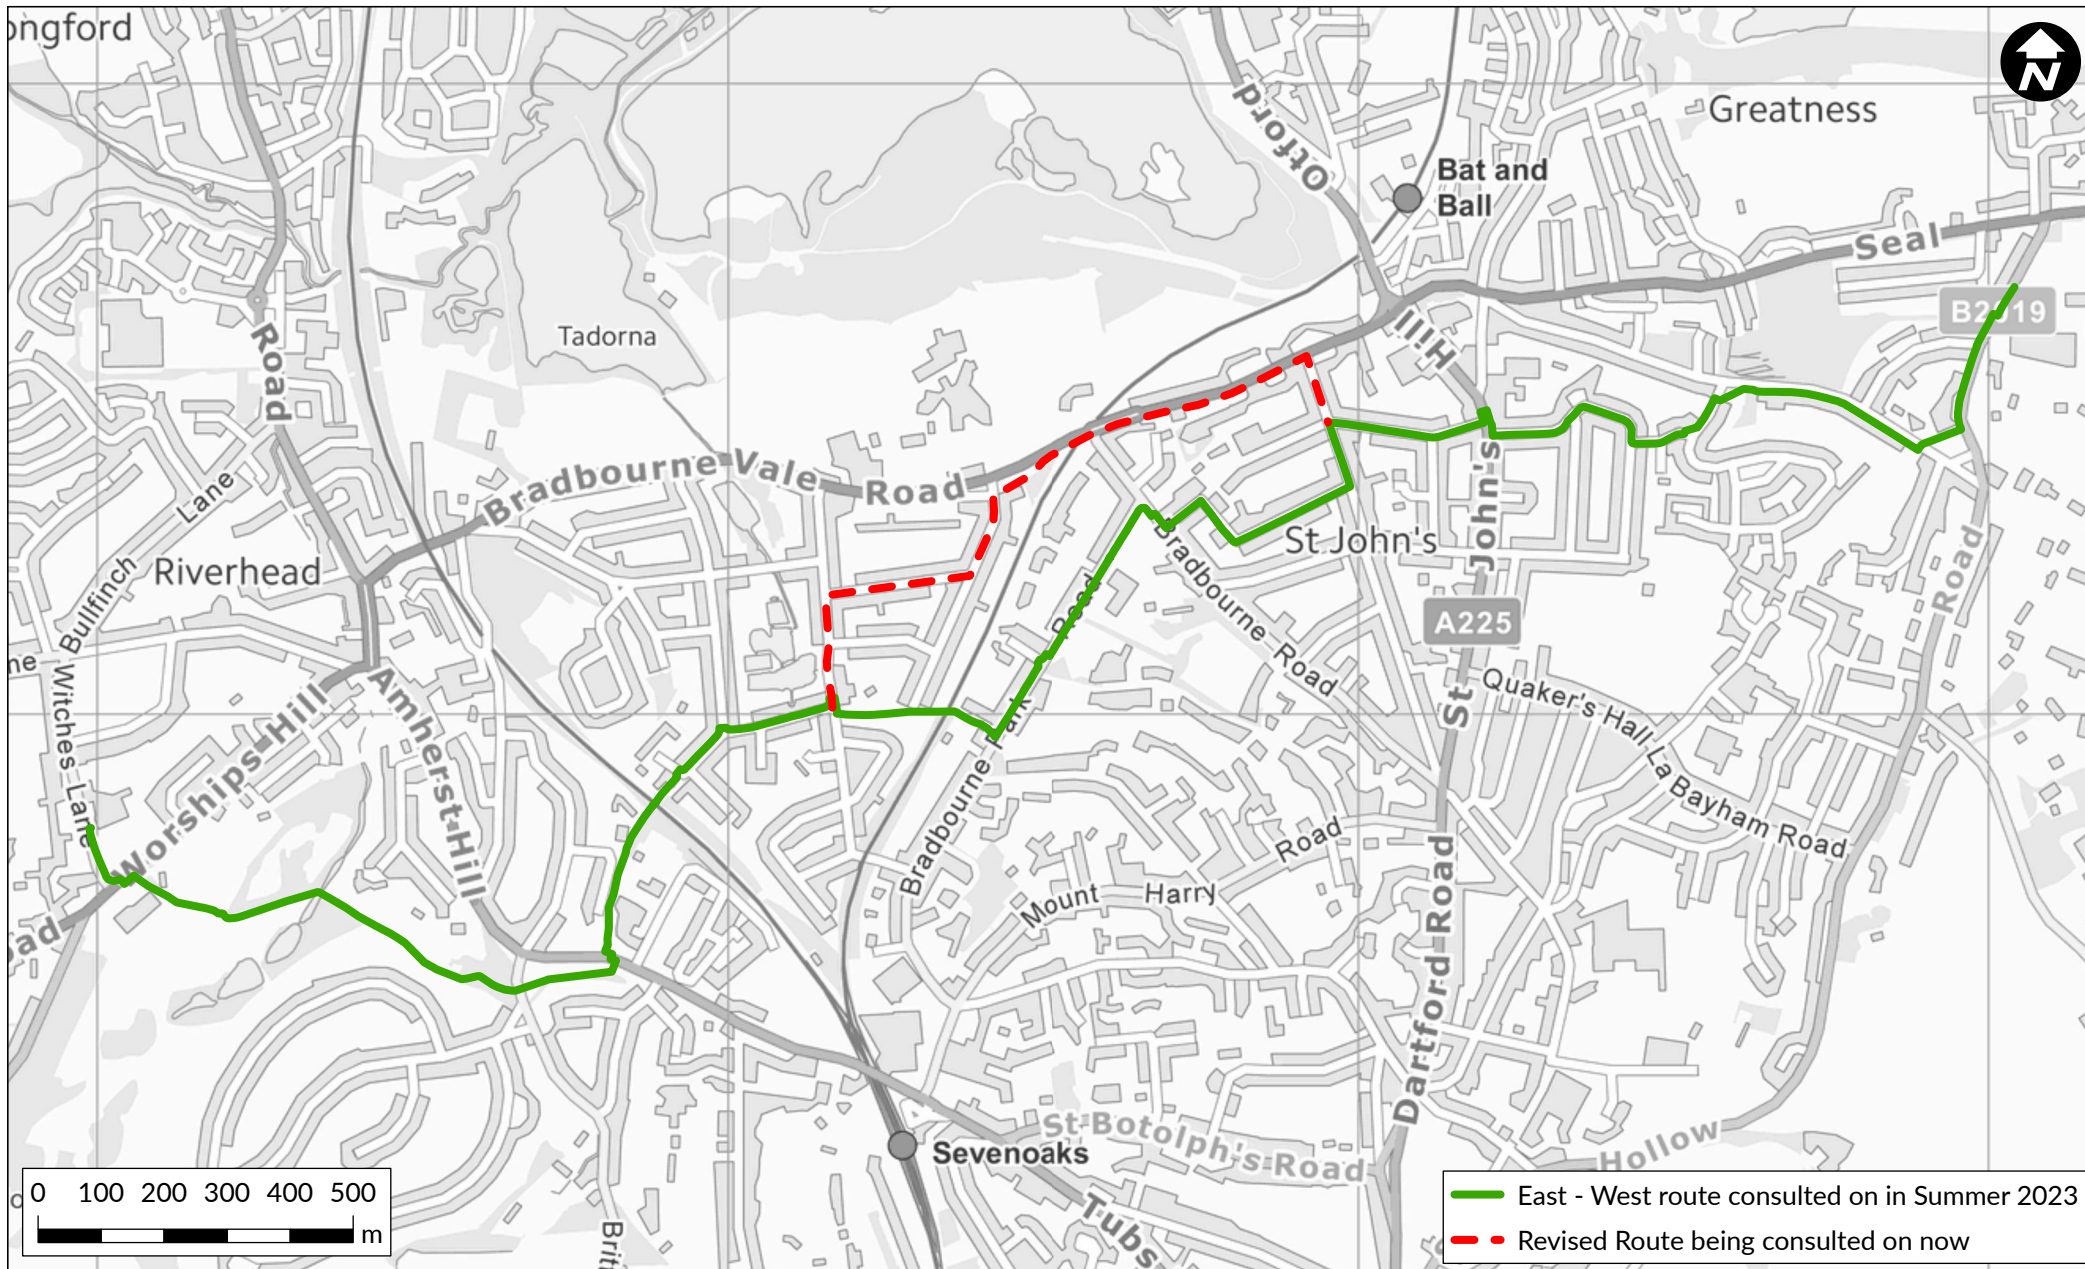 ongford
N
Greatness
Otford
Bat and
Ball
Seal
B2019
Tadorna
Road
Hill
Bradbourne Vale Road
Lane
Bullfinch
Riverhead
St John's
St John's
Bradbourne Road
A225
Road
Witches Lane
Quaker's Hall La
Bayham Road
Worships Hill
Amherst Hill
Bradbourne Park Road
Mount Harry Road
Dartford Road
St Botolph's Road
Sevenoaks
Hollow
Tubs
0 100 200 300 400 500
m
East - West route consulted on in Summer 2023
Revised Route being consulted on now